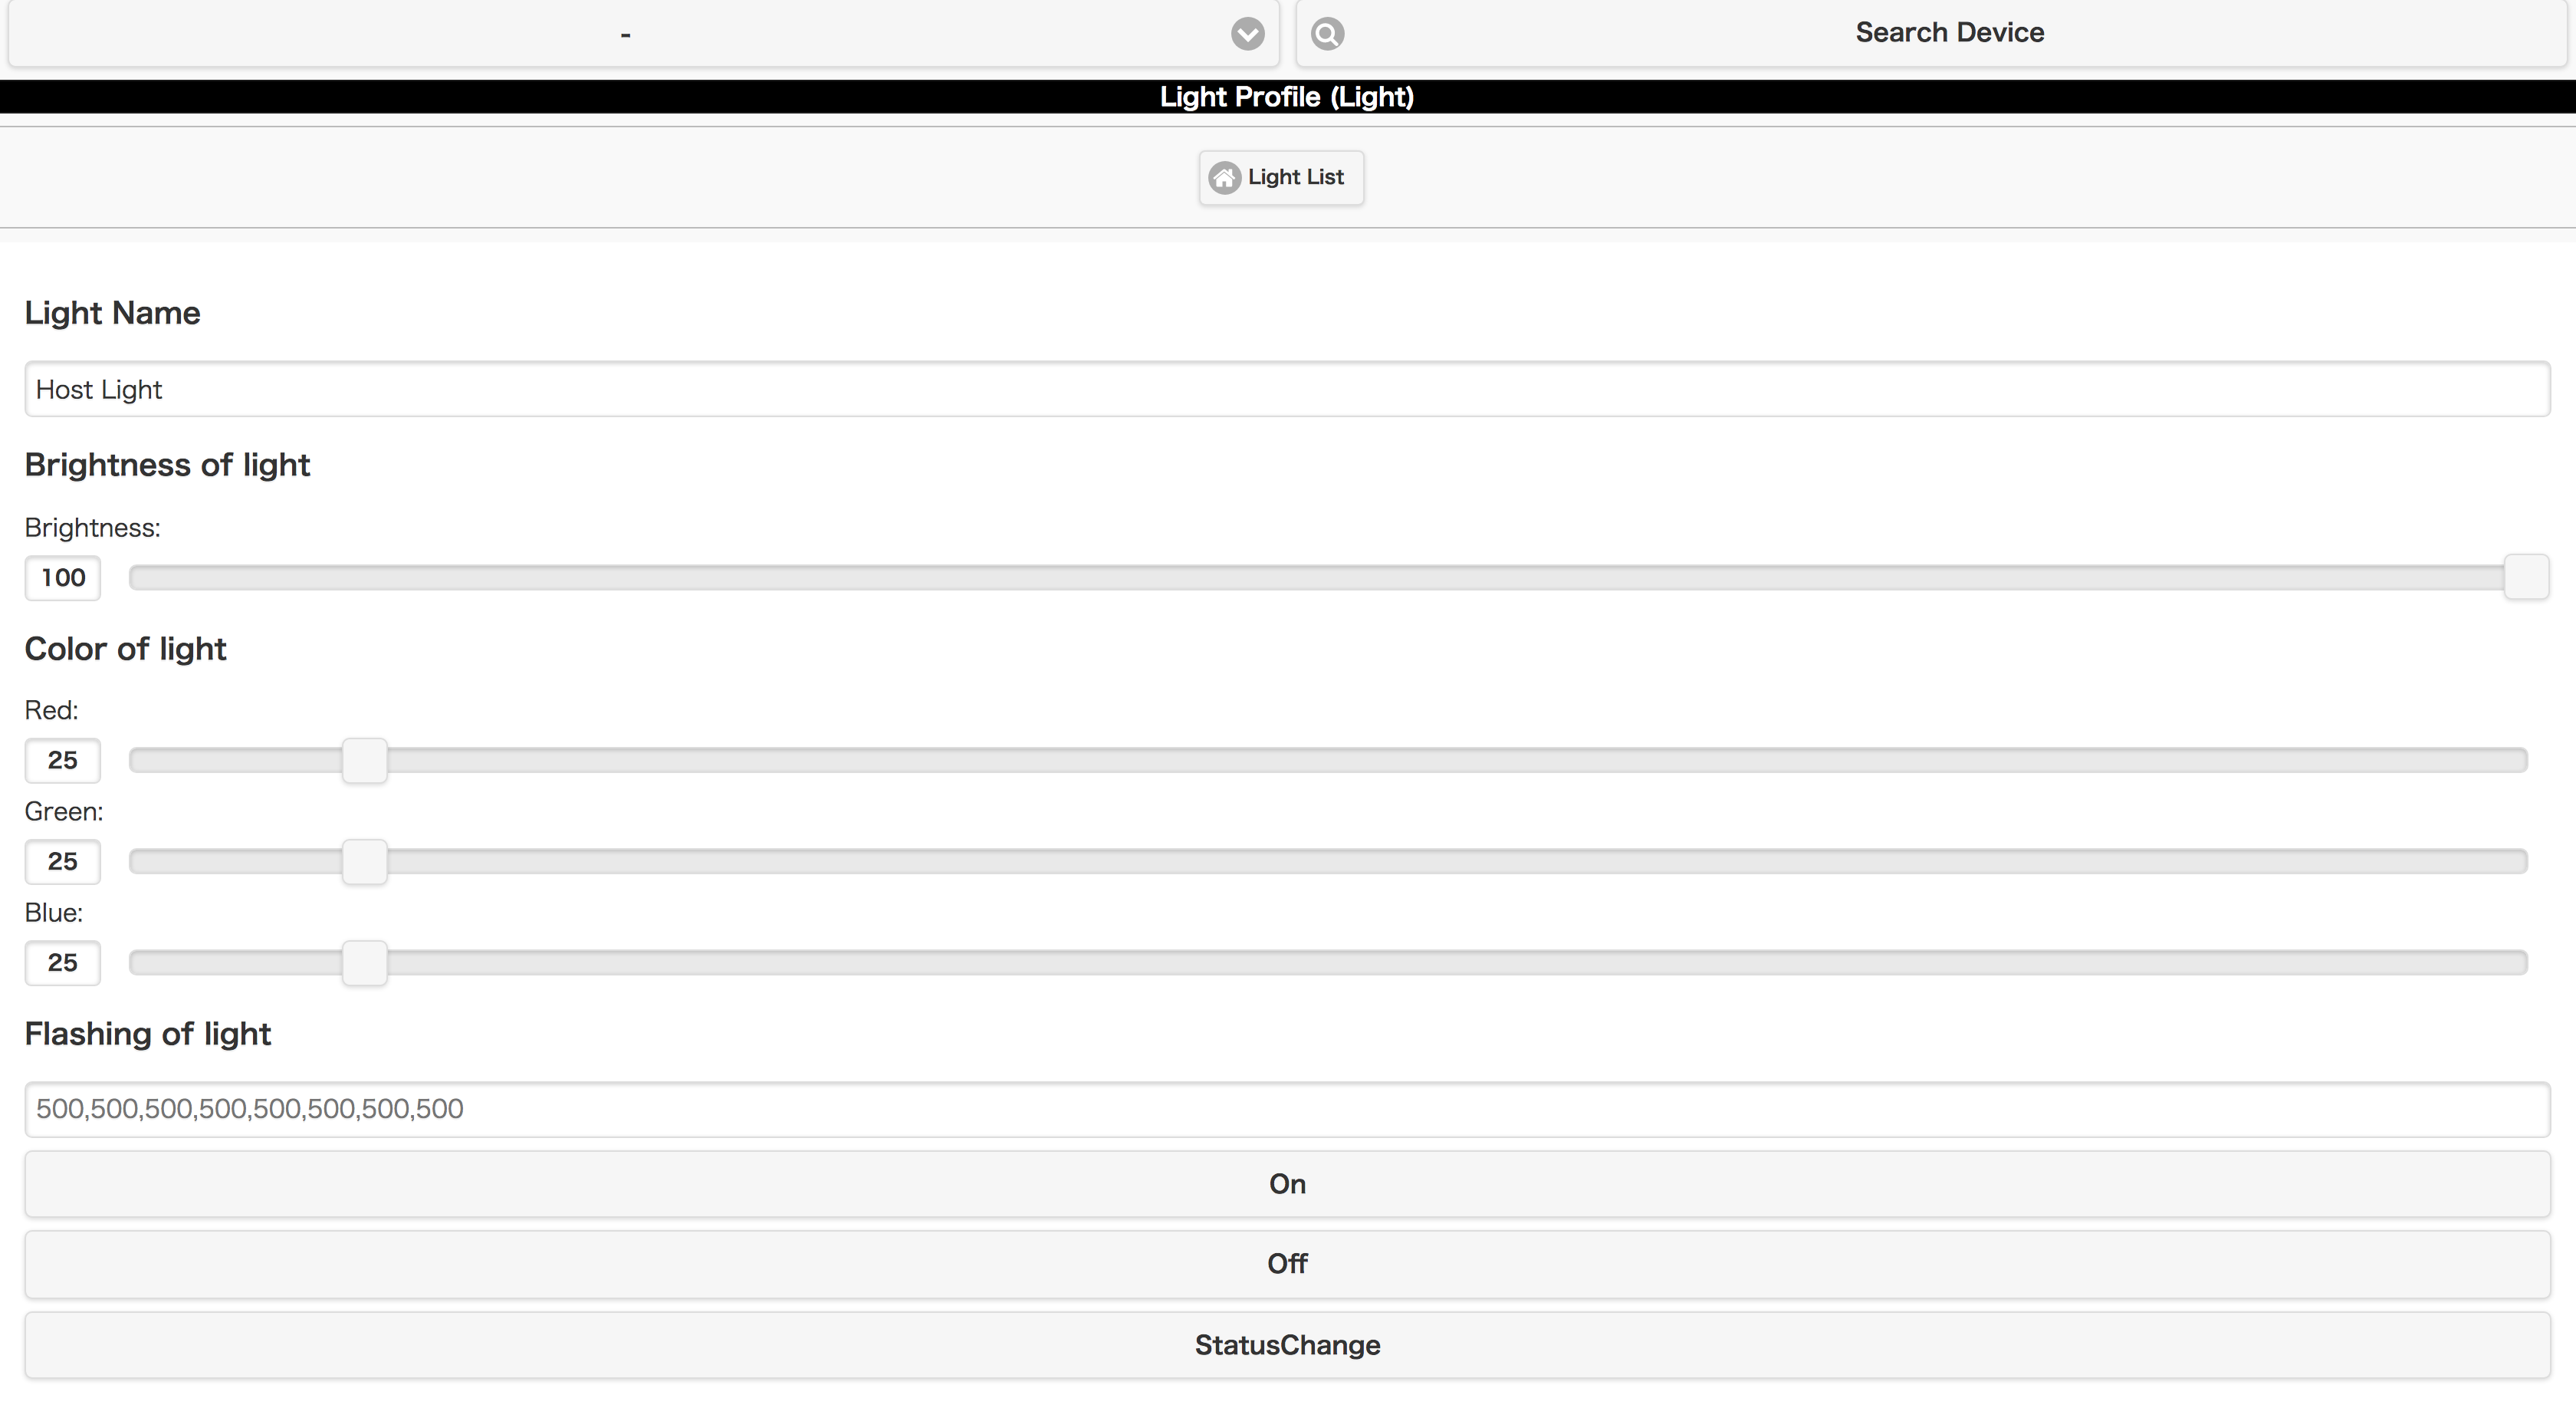 -
Search Device
Light Profile (Light)
Light List
Light Name
Host Light
Brightness of light
Brightness:
100
Color of light
Red:
25
Green:
25
Blue:
25
Flashing of light
500,500,500,500,500,500,500,500
On
Off
StatusChange